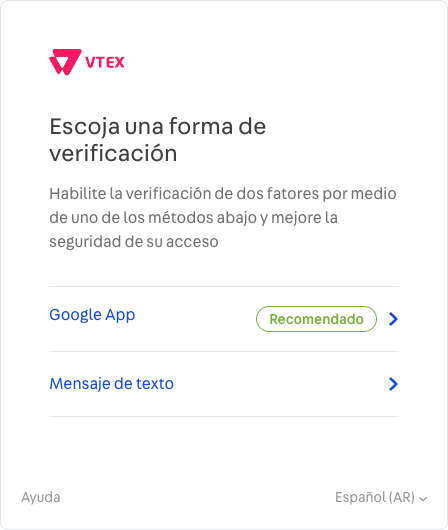 VTEX
Escoja una forma de
verificación
Habilite la verificación de dos fatores por medio
de uno de los métodos abajo y mejore la
seguridad de su acceso
Google App
Recomendado
Mensaje de texto
Ayuda
Español (AR)